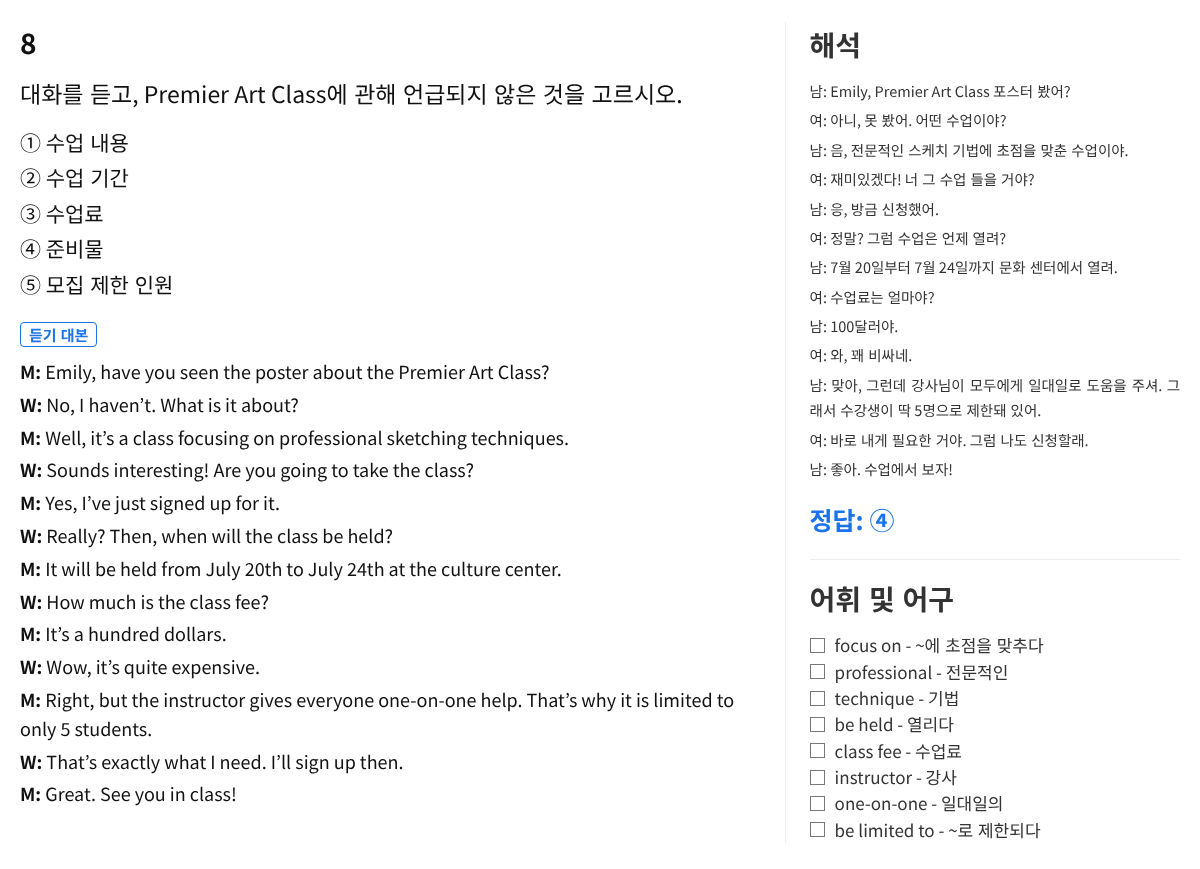 8
대화를 듣고, Premier Art Class에 관해 언급되지 않은 것을 고르시오.
① 수업 내용
② 수업 기간
③ 수업료
④ 준비물
⑤ 모집 제한 인원
듣기 대본
M: Emily, have you seen the poster about the Premier Art Class?
W: No, I haven’t. What is it about?
M: Well, it’s a class focusing on professional sketching techniques.
W: Sounds interesting! Are you going to take the class?
M: Yes, I’ve just signed up for it.
W: Really? Then, when will the class be held?
M: It will be held from July 20th to July 24th at the culture center.
W: How much is the class fee?
M: It’s a hundred dollars.
W: Wow, it’s quite expensive.
M: Right, but the instructor gives everyone one-on-one help. That’s why it is limited to
only 5 students.
W: That’s exactly what I need. I’ll sign up then.
M: Great. See you in class!
해석
남: Emily, Premier Art Class 포스터 봤어?
여: 아니, 못 봤어. 어떤 수업이야?
남: 음, 전문적인 스케치 기법에 초점을 맞춘 수업이야.
여: 재미있겠다! 너 그 수업 들을 거야?
남: 응, 방금 신청했어.
여: 정말? 그럼 수업은 언제 열려?
남: 7월 20일부터 7월 24일까지 문화 센터에서 열려.
여: 수업료는 얼마야?
남: 100달러야.
여: 와, 꽤 비싸네.
남: 맞아, 그런데 강사님이 모두에게 일대일로 도움을 주셔. 그
래서 수강생이 딱 5명으로 제한돼 있어.
여: 바로 내게 필요한 거야. 그럼 나도 신청할래.
남: 좋아. 수업에서 보자!
정답: ④
어휘 및 어구
focus on - ~에 초점을 맞추다
professional - 전문적인
technique - 기법
be held - 열리다
class fee - 수업료
instructor - 강사
one-on-one - 일대일의
be limited to - ~로 제한되다